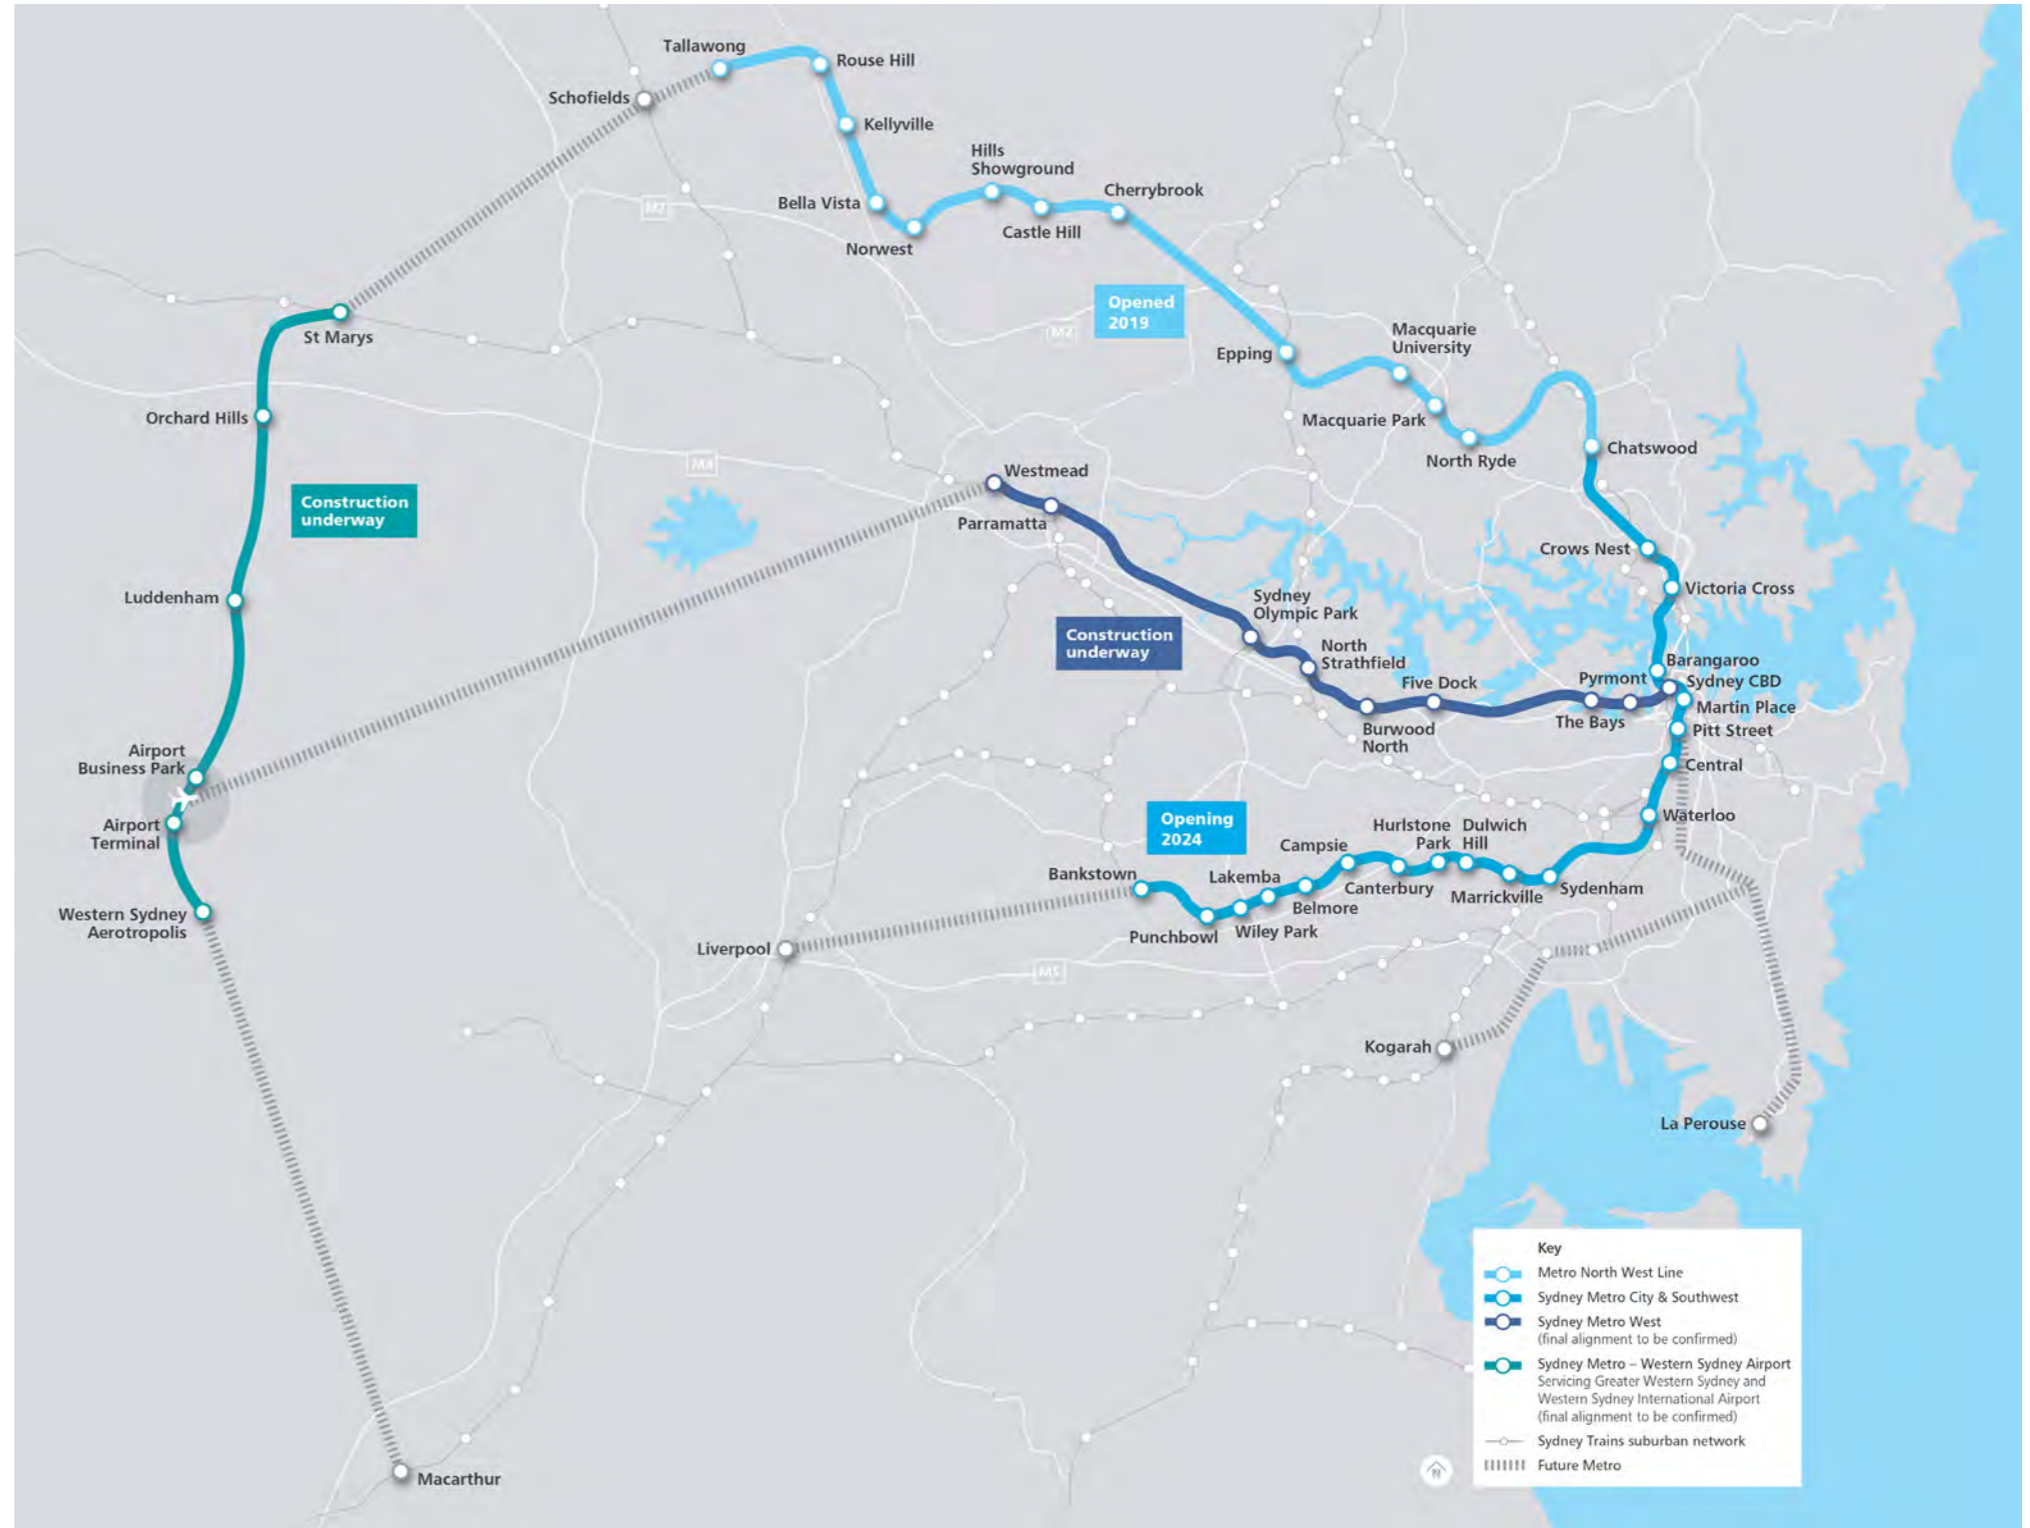 Tallawong
Rouse Hill
Schofields
Kellyville
Hills
Showground
Cherrybrook
Bella Vista
M7
Castle Hill
Norwest
Opened
2019
M2
St Marys
Macquarie
University
Epping
Orchard Hills
Macquarie Park
Chatswood
North Ryde
M4
Westmead
Construction
underway
Parramatta
Crows Nest
Victoria Cross
Luddenham
Sydney
Olympic Park
Construction
underway
North
Strathfield
Barangaroo
Five Dock
Pyrmont
Sydney CBD
Martin Place
The Bays
Burwood
North
Pitt Street
Airport
Business Park
Central
Airport
Terminal
Opening
2024
Waterloo
Hurlstone
Park
Dulwich
Hill
Campsie
Bankstown
Lakemba
Canterbury
Sydenham
Marrickville
Belmore
Western Sydney
Aerotropolis
Punchbowl
Wiley Park
Liverpool
M5
Kogarah
La Perouse
Macarthur
Key
Metro North West Line
Sydney Metro City & Southwest
Sydney Metro West
(final alignment to be confirmed)
Sydney Metro – Western Sydney Airport
Servicing Greater Western Sydney and
Western Sydney International Airport
(final alignment to be confirmed)
Sydney Trains suburban network
Future Metro
N